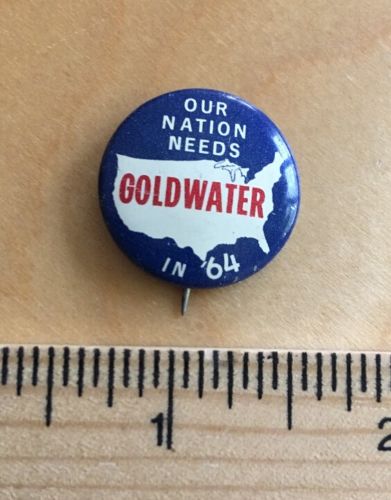 OUR
NATION
NEEDS
GOLDWATER
IN '64
1
2